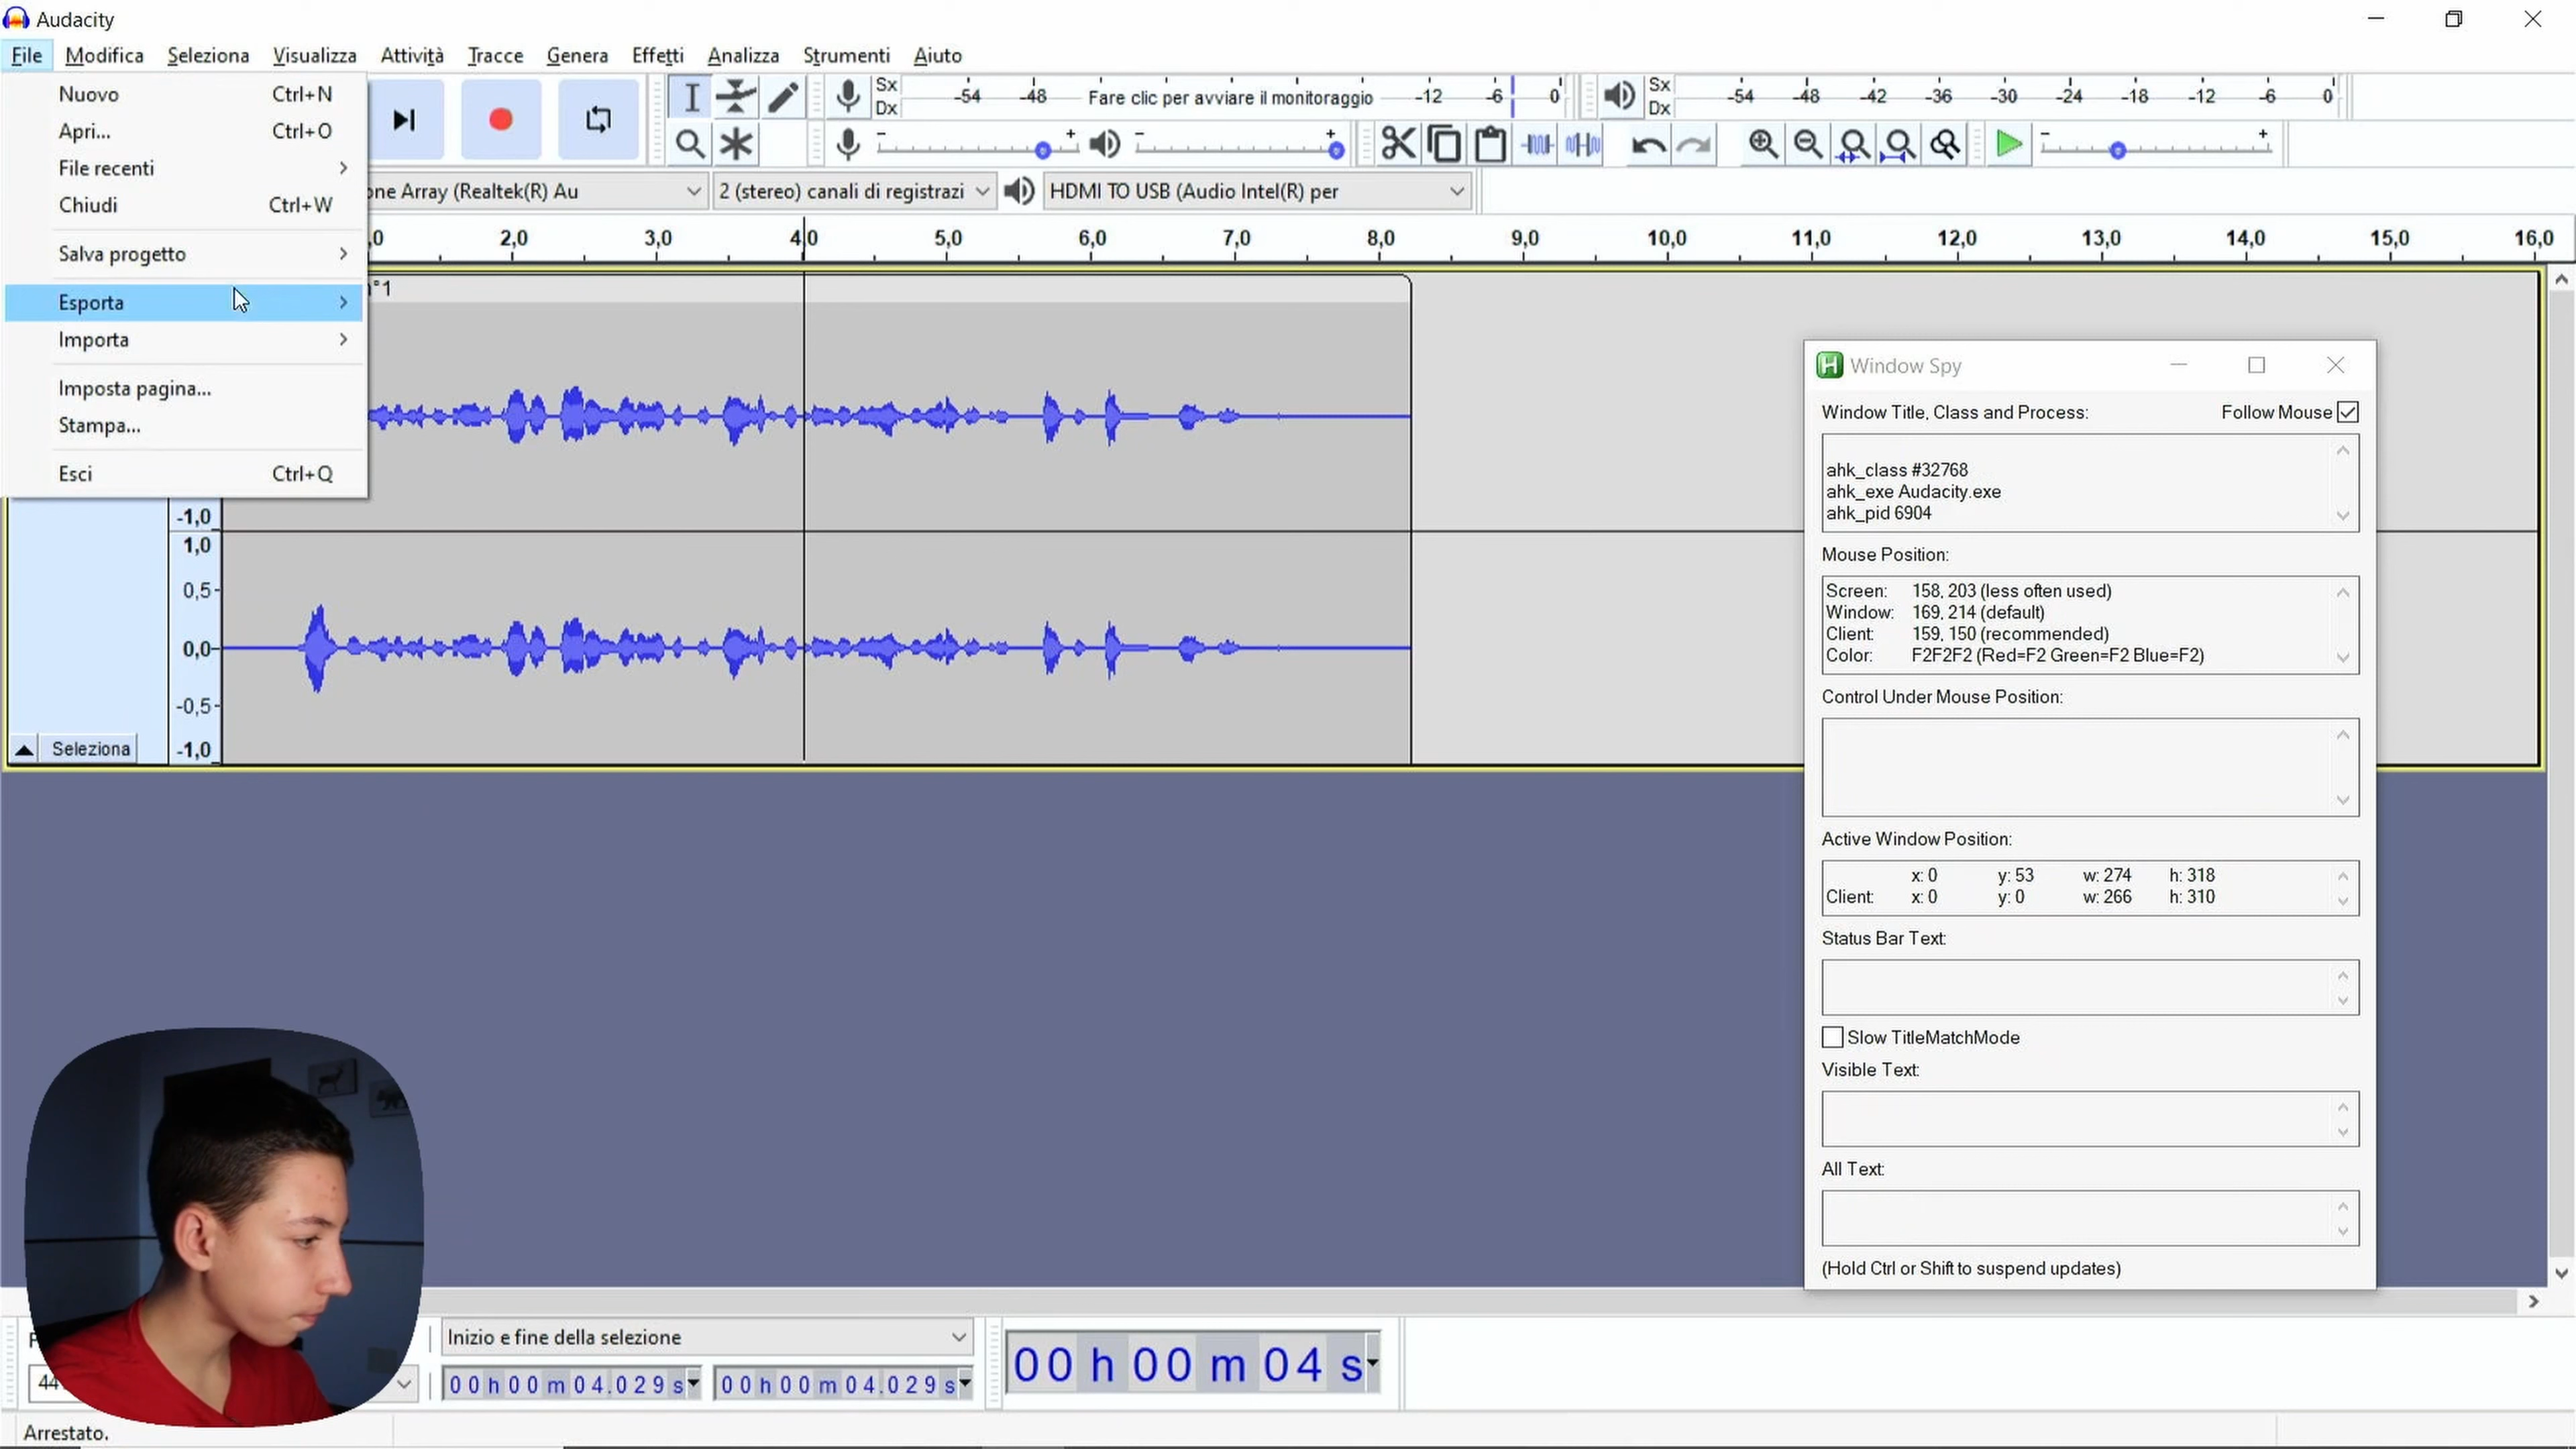 Audacity
File Modifica Seleziona Visualizza Attività Tracce Genera Effetti Analizza Strumenti Aiuto
Nuovo Ctrl+N
Apri... Ctrl+O
File recenti
Chiudi Ctrl+W
Salva progetto
Esporta
Importa
Imposta pagina...
Stampa...
Esci Ctrl+Q
Sx
Dx
-54 -48 Fare clic per avviare il monitoraggio -12 -6 0
Sx
Dx
-54 -48 -42 -36 -30 -24 -18 -12 -6 0
- + - + - +
one Array (Realtek(R) Au
2 (stereo) canali di registrazi
HDMI TO USB (Audio Intel(R) per
,0 2,0 3,0 4,0 5,0 6,0 7,0 8,0 9,0 10,0 11,0 12,0 13,0 14,0 15,0 16,0
n°1
-1,0
1,0
0,5
0,0
-0,5
-1,0
Seleziona
Window Spy
Window Title, Class and Process: Follow Mouse
ahk_class #32768
ahk_exe Audacity.exe
ahk_pid 6904
Mouse Position:
Screen: 158, 203 (less often used)
Window: 169, 214 (default)
Client: 159, 150 (recommended)
Color: F2F2F2 (Red=F2 Green=F2 Blue=F2)
Control Under Mouse Position:
Active Window Position:
x: 0 y: 53 w: 274 h: 318
Client: x: 0 y: 0 w: 266 h: 310
Status Bar Text:
Slow TitleMatchMode
Visible Text:
All Text:
(Hold Ctrl or Shift to suspend updates)
Inizio e fine della selezione
44
00 h 00 m 04.029 s 00 h 00 m 04.029 s
00 h 00 m 04 s
Arrestato.